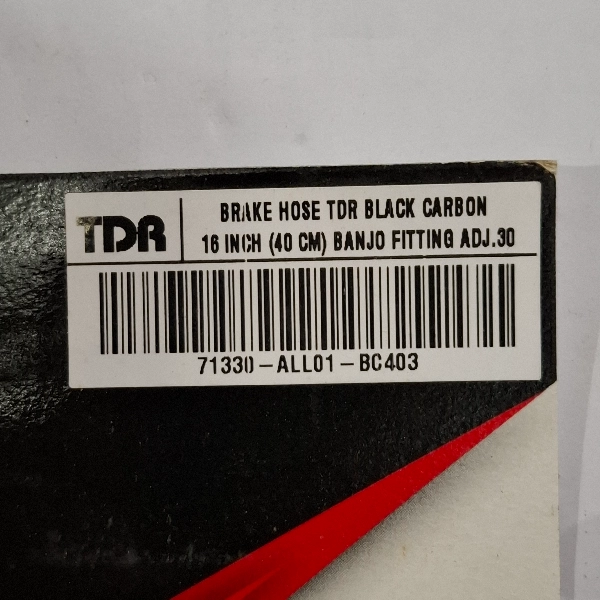 TDR
BRAKE HOSE TDR BLACK CARBON
16 INCH (40 CM) BANJO FITTING ADJ.30
71330-ALL01-BC403